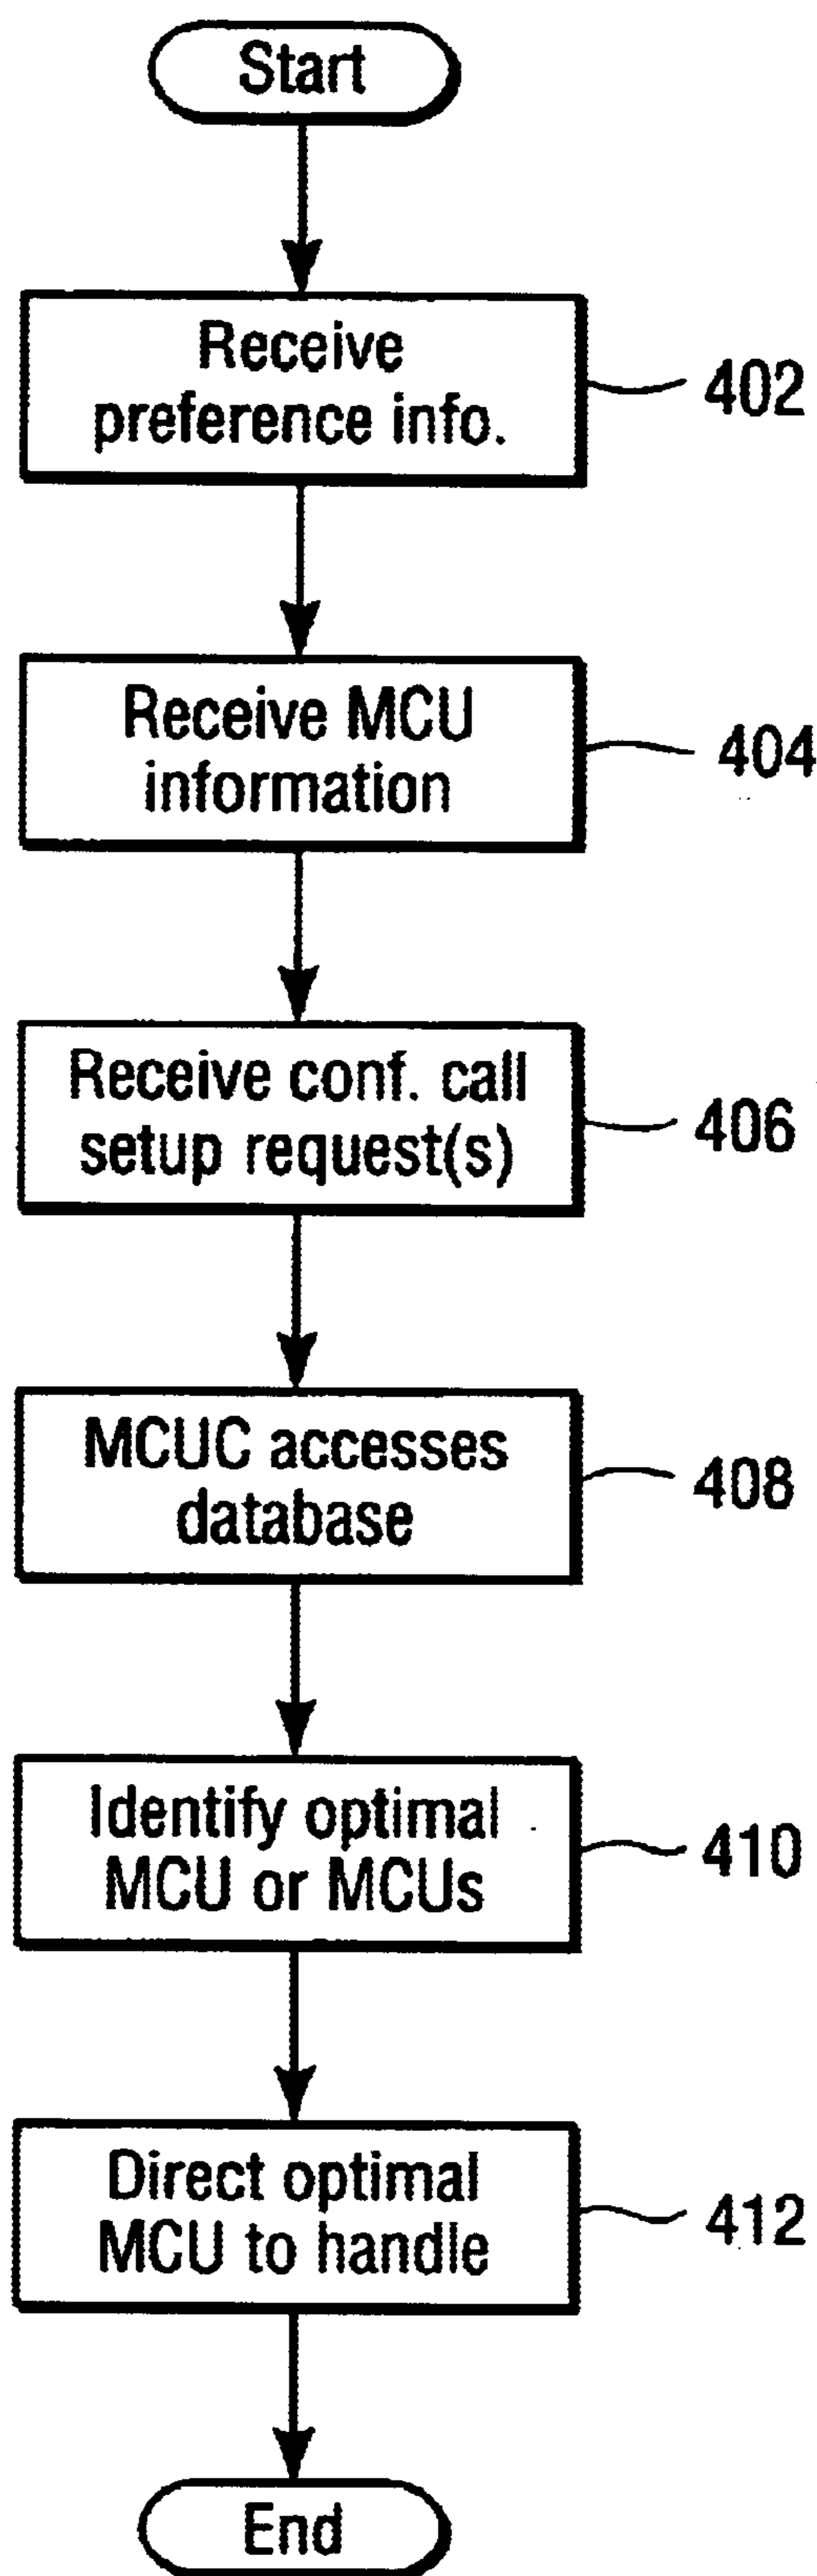 Start
Receive
preference info.
402
Receive MCU
information
404
Receive conf. call
setup request(s)
406
MCUC accesses
database
408
Identify optimal
MCU or MCUs
410
Direct optimal
MCU to handle
412
End